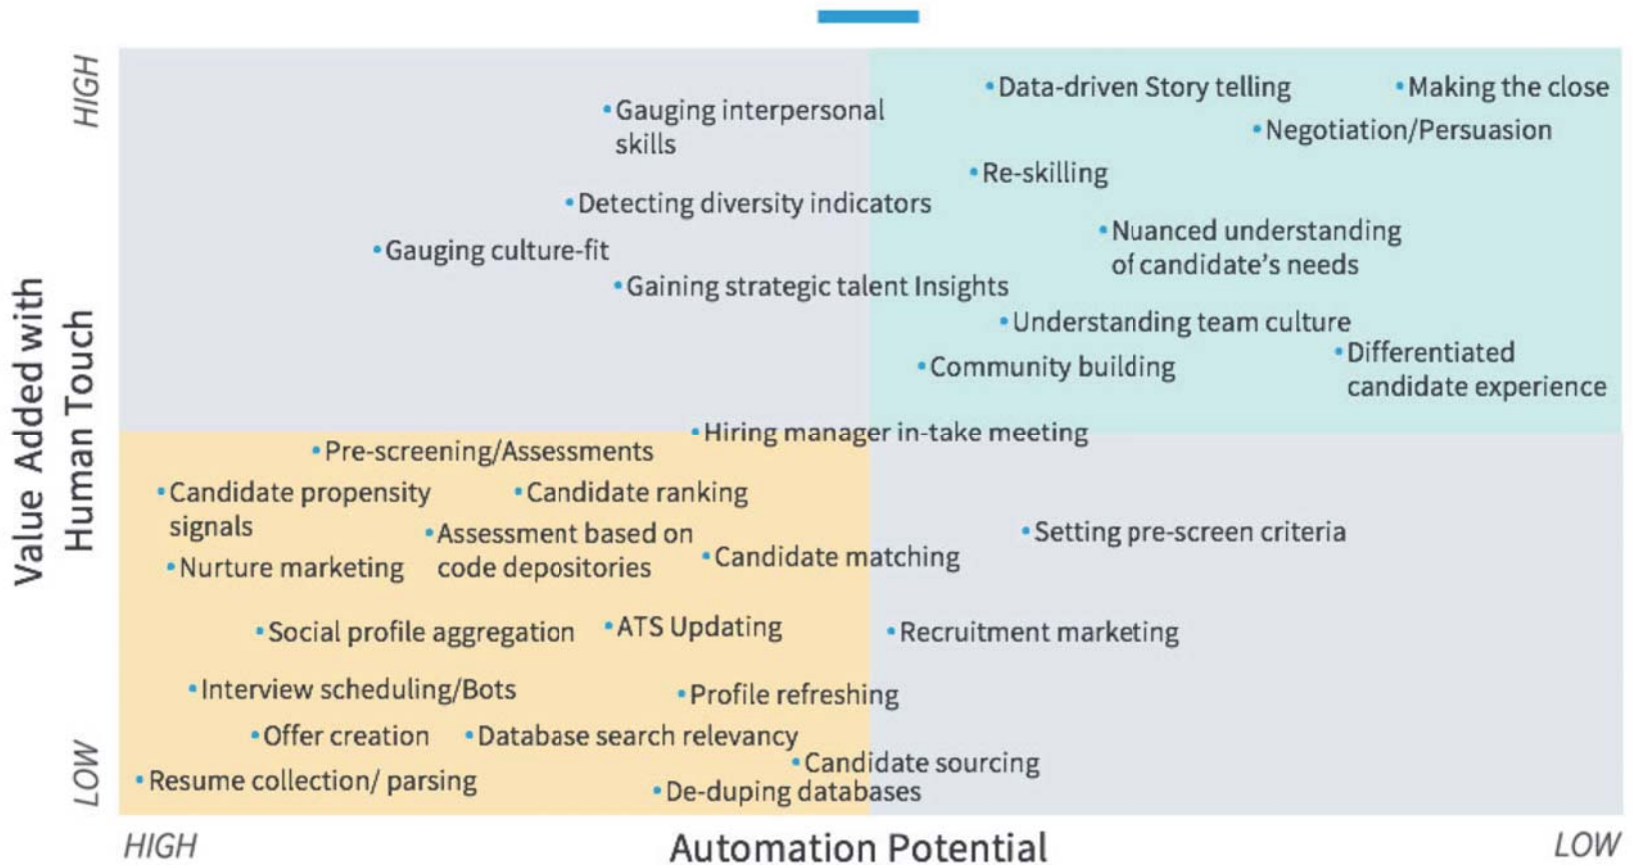 HIGH
• Data-driven Story telling
• Making the close
• Gauging interpersonal
skills
• Negotiation/Persuasion
• Re-skilling
• Detecting diversity indicators
• Nuanced understanding
of candidate's needs
• Gauging culture-fit
• Gaining strategic talent Insights
• Understanding team culture
• Differentiated
candidate experience
• Community building
Value Added with
Human Touch
• Hiring manager in-take meeting
• Pre-screening/Assessments
• Candidate propensity
signals
• Candidate ranking
• Assessment based on
code depositories
• Setting pre-screen criteria
• Candidate matching
• Nurture marketing
• Social profile aggregation
• ATS Updating
• Recruitment marketing
• Interview scheduling/Bots
• Profile refreshing
• Offer creation
• Database search relevancy
• Candidate sourcing
• Resume collection/ parsing
• De-duping databases
LOW
HIGH
Automation Potential
LOW